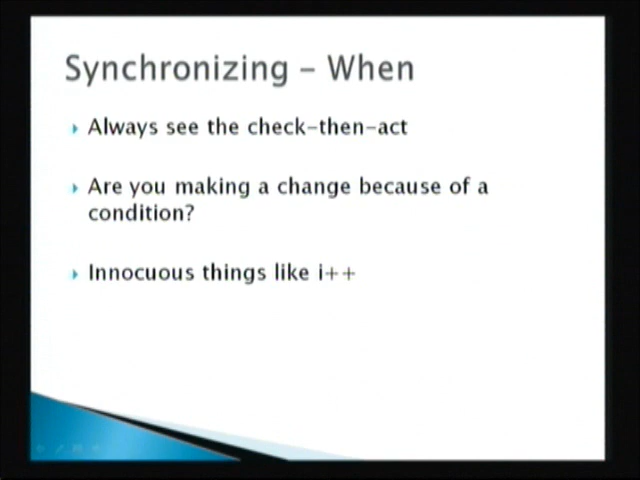 Synchronizing – When
Always see the check-then-act
Are you making a change because of a
condition?
Innocuous things like i++